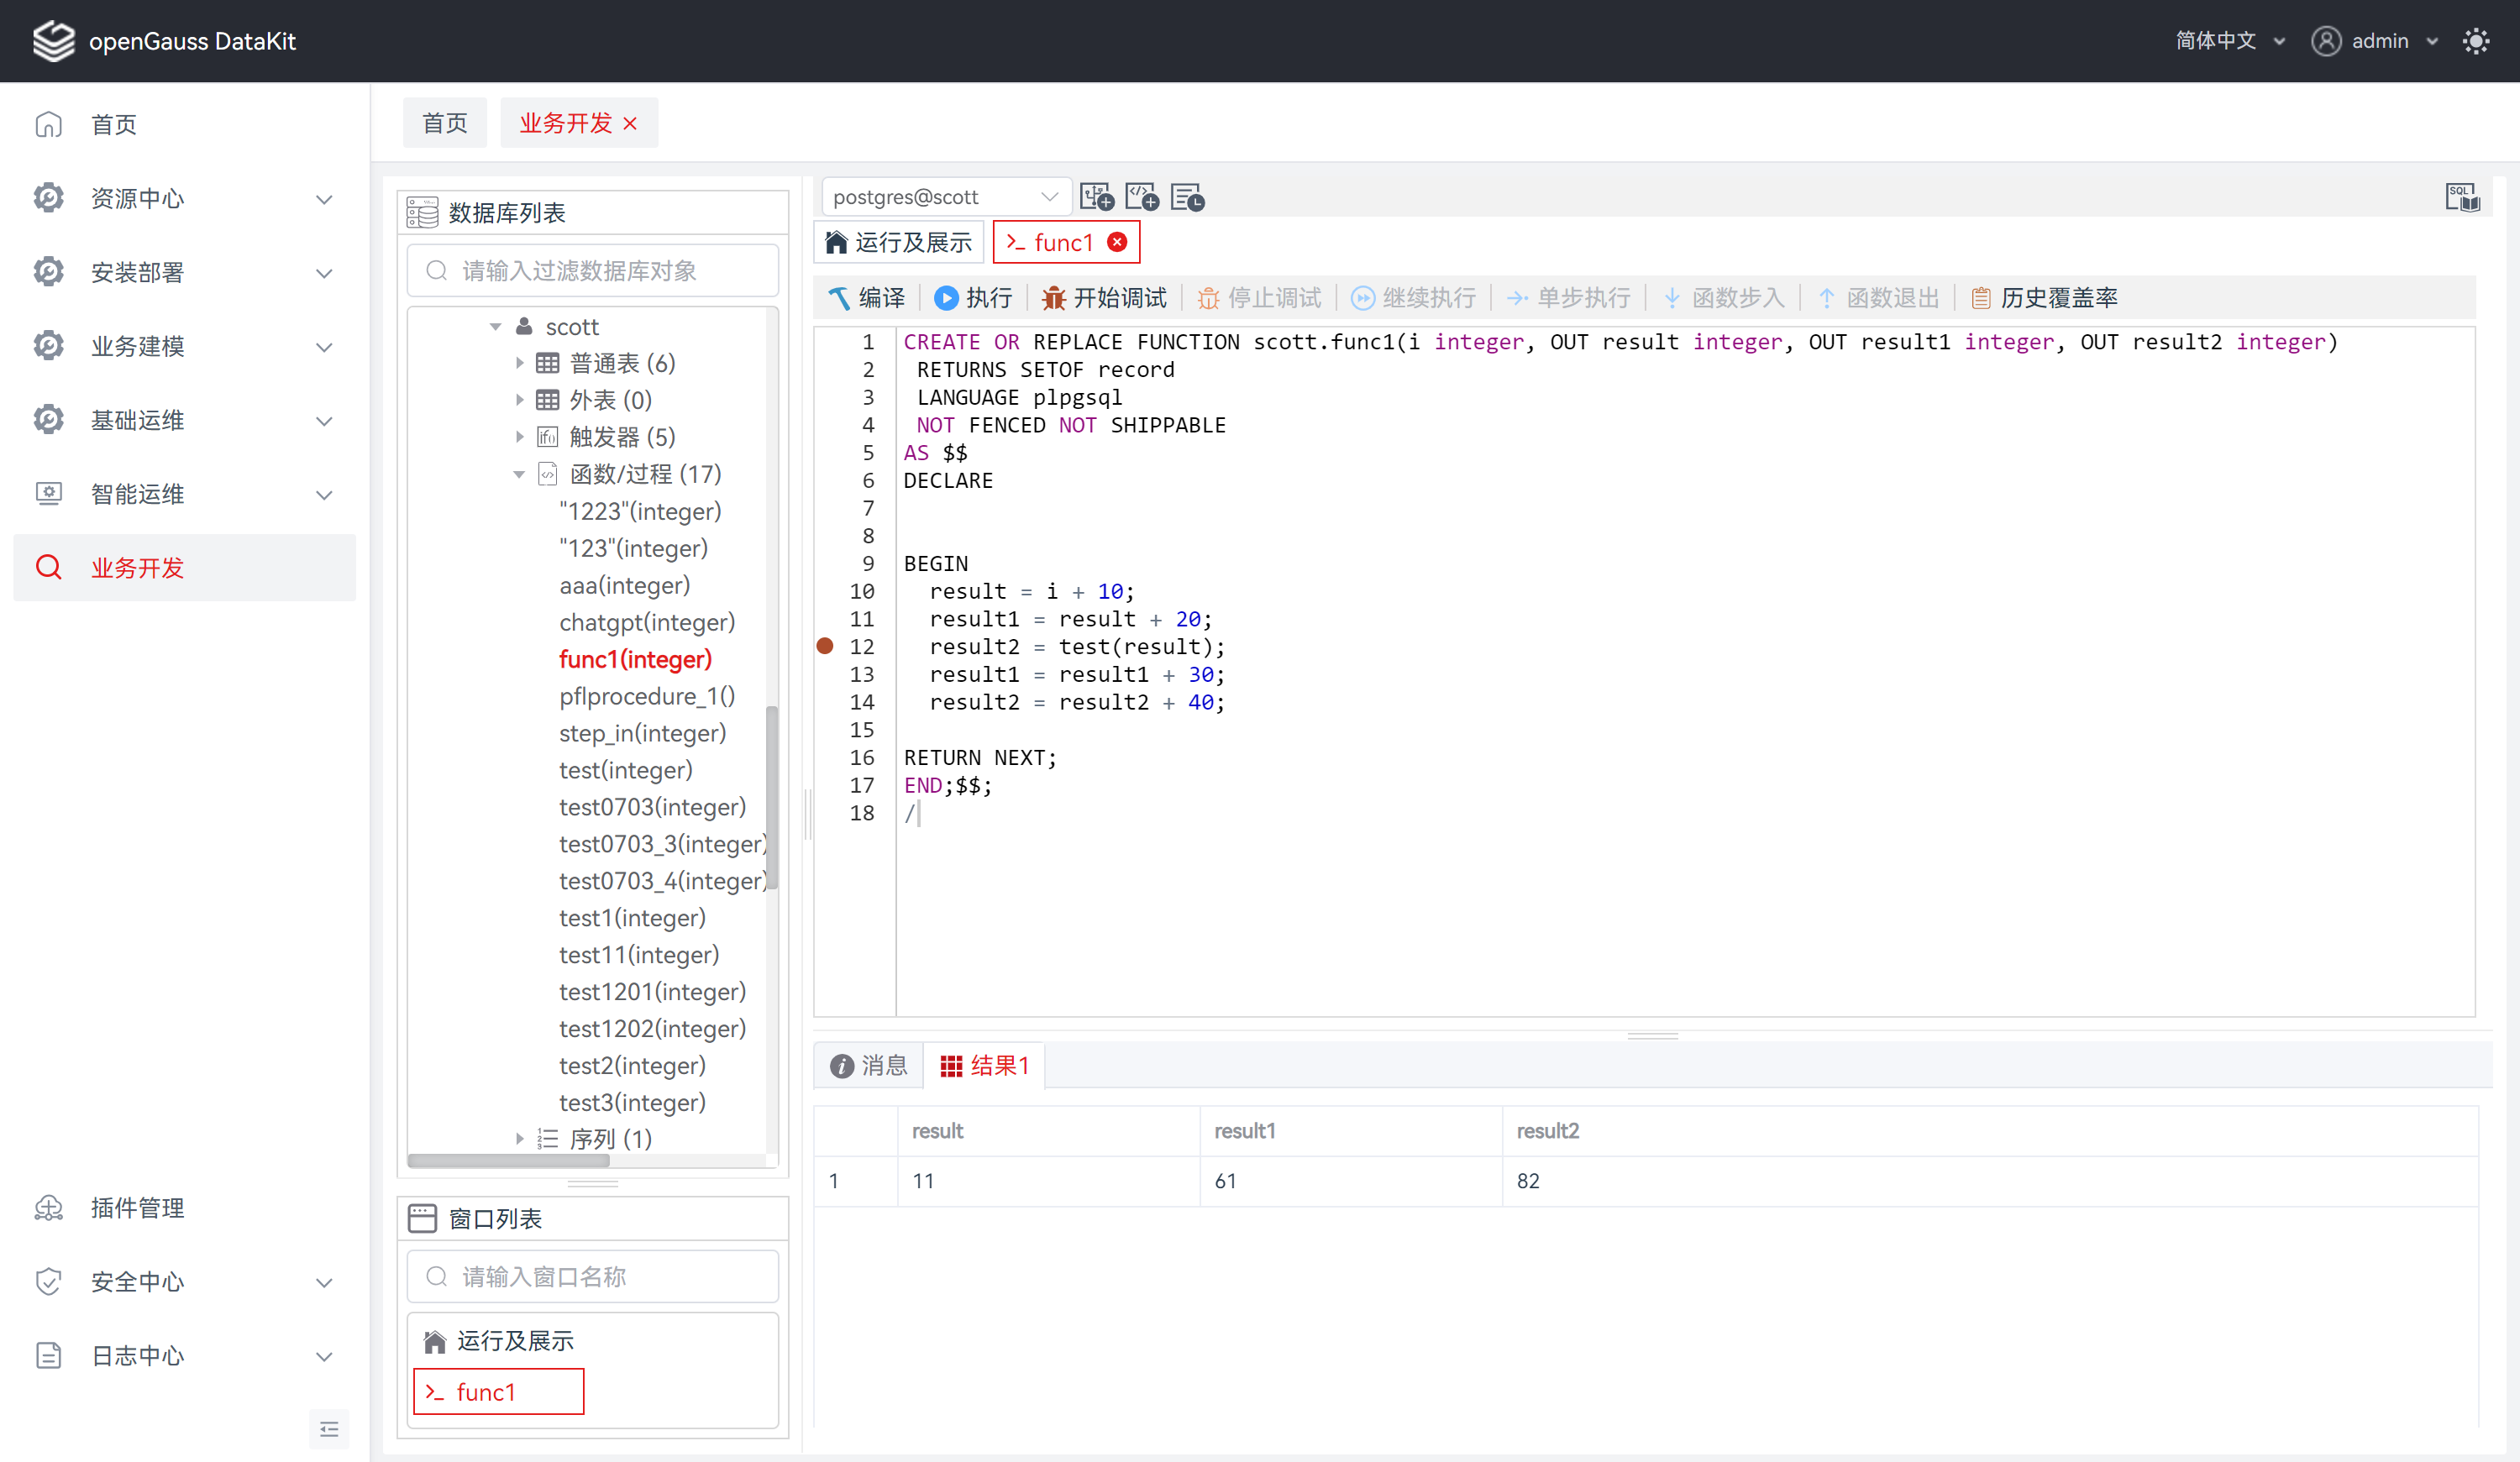 openGauss DataKit
简体中文
admin
首页
资源中心
安装部署
业务建模
基础运维
智能运维
业务开发
插件管理
安全中心
日志中心
首页
业务开发
数据库列表
请输入过滤数据库对象
scott
普通表 (6)
外表 (0)
触发器 (5)
函数/过程 (17)
"1223"(integer)
"123"(integer)
aaa(integer)
chatgpt(integer)
func1(integer)
pflprocedure_1()
step_in(integer)
test(integer)
test0703(integer)
test0703_3(integer)
test0703_4(integer)
test1(integer)
test11(integer)
test1201(integer)
test1202(integer)
test2(integer)
test3(integer)
序列 (1)
窗口列表
请输入窗口名称
运行及展示
func1
postgres@scott
SQL
运行及展示
func1
编译 执行 开始调试 停止调试 继续执行 单步执行 函数步入 函数退出 历史覆盖率
1 CREATE OR REPLACE FUNCTION scott.func1(i integer, OUT result integer, OUT result1 integer, OUT result2 integer)
2 RETURNS SETOF record
3 LANGUAGE plpgsql
4 NOT FENCED NOT SHIPPABLE
5 AS $$
6 DECLARE
7
8
9 BEGIN
10 result = i + 10;
11 result1 = result + 20;
12 result2 = test(result);
13 result1 = result1 + 30;
14 result2 = result2 + 40;
15
16 RETURN NEXT;
17 END;$$;
18 /
消息 结果1
result result1 result2
1 11 61 82